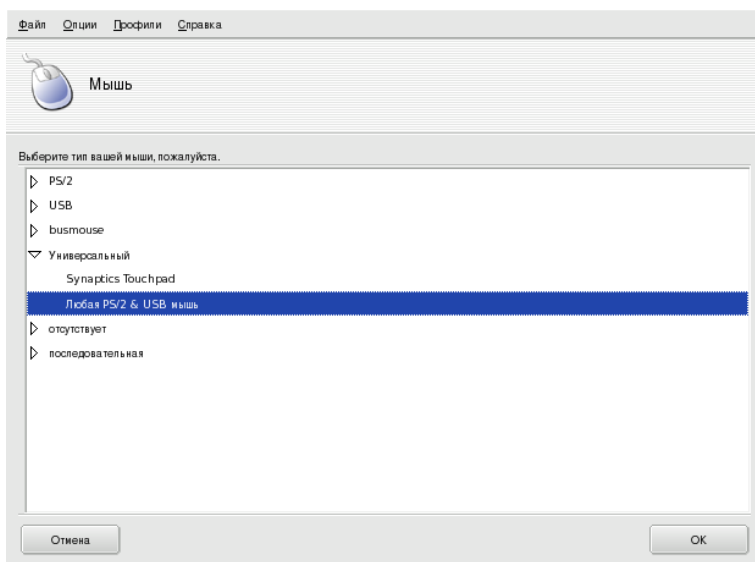 Файл Опции Профили Справка
Мышь
Выберите тип вашей мыши, пожалуйста.
PS/2
USB
busmouse
Универсальный
Synaptics Touchpad
Любая PS/2 & USB мышь
отсутствует
последовательная
Отмена OK